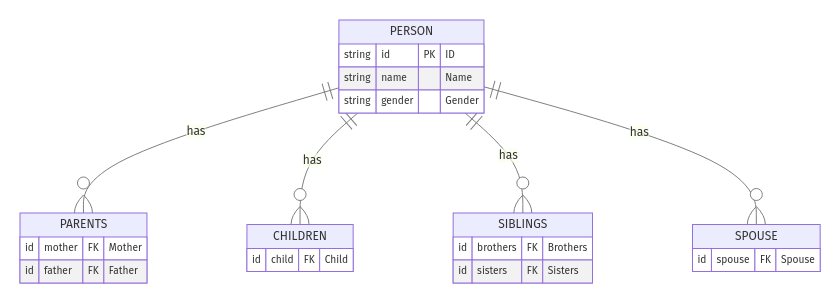 PERSON
string id PK ID
string name Name
string gender Gender
has
has
has
has
PARENTS
id mother FK Mother
id father FK Father
CHILDREN
id child FK Child
SIBLINGS
id brothers FK Brothers
id sisters FK Sisters
SPOUSE
id spouse FK Spouse